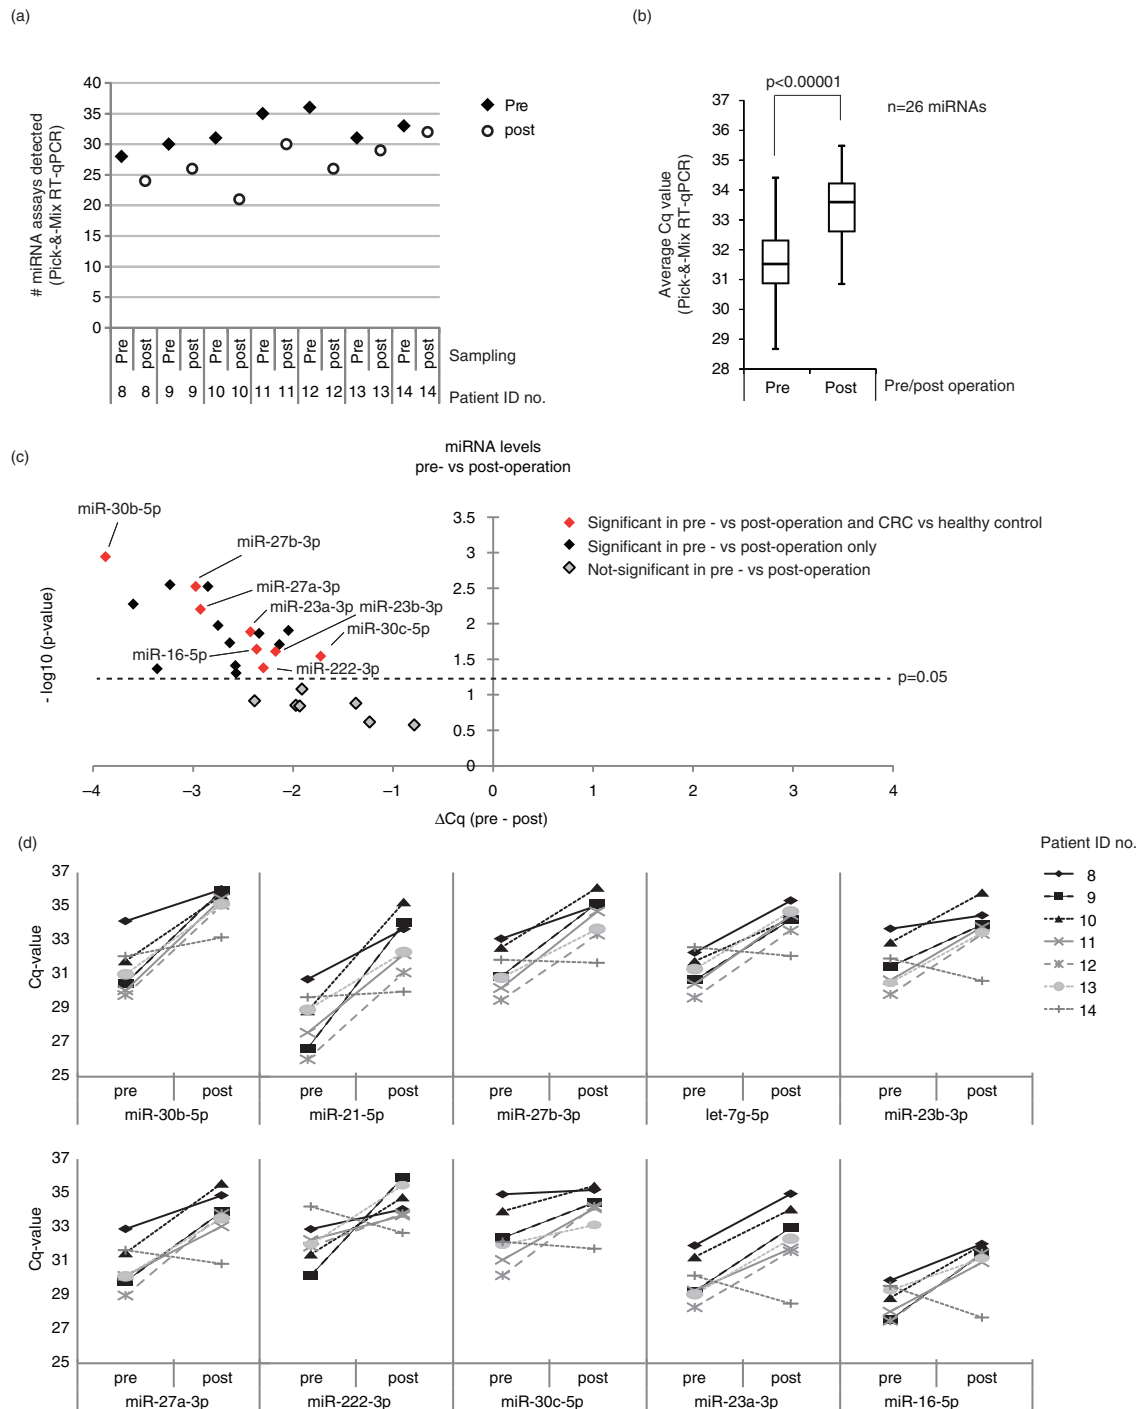 (a)
# miRNA assays detected
(Pick-&-Mix RT-qPCR)
40
35
30
25
20
15
10
5
0
Pre
post
Pre post Pre post Pre post Pre post Pre post Pre post Pre post
Sampling
8 8 9 9 10 10 11 11 12 12 13 13 14 14
Patient ID no.
(b)
p<0.00001
n=26 miRNAs
Average Cq value
(Pick-&-Mix RT-qPCR)
37
36
35
34
33
32
31
30
29
28
Pre Post
Pre/post operation
(c)
miRNA levels
pre- vs post-operation
- log10 (p-value)
3.5
3
2.5
2
1.5
1
0.5
0
miR-30b-5p
miR-27b-3p
miR-27a-3p
miR-23a-3p
miR-23b-3p
miR-30c-5p
miR-16-5p
miR-222-3p
Significant in pre - vs post-operation and CRC vs healthy control
Significant in pre - vs post-operation only
Not-significant in pre - vs post-operation
p=0.05
–4 –3 –2 –1 0 1 2 3 4
ΔCq (pre - post)
(d)
Patient ID no.
8
9
10
11
12
13
14
Cq-value
37
35
33
31
29
27
25
pre post pre post pre post pre post pre post
miR-30b-5p miR-21-5p miR-27b-3p let-7g-5p miR-23b-3p
Cq-value
37
35
33
31
29
27
25
pre post pre post pre post pre post pre post
miR-27a-3p miR-222-3p miR-30c-5p miR-23a-3p miR-16-5p